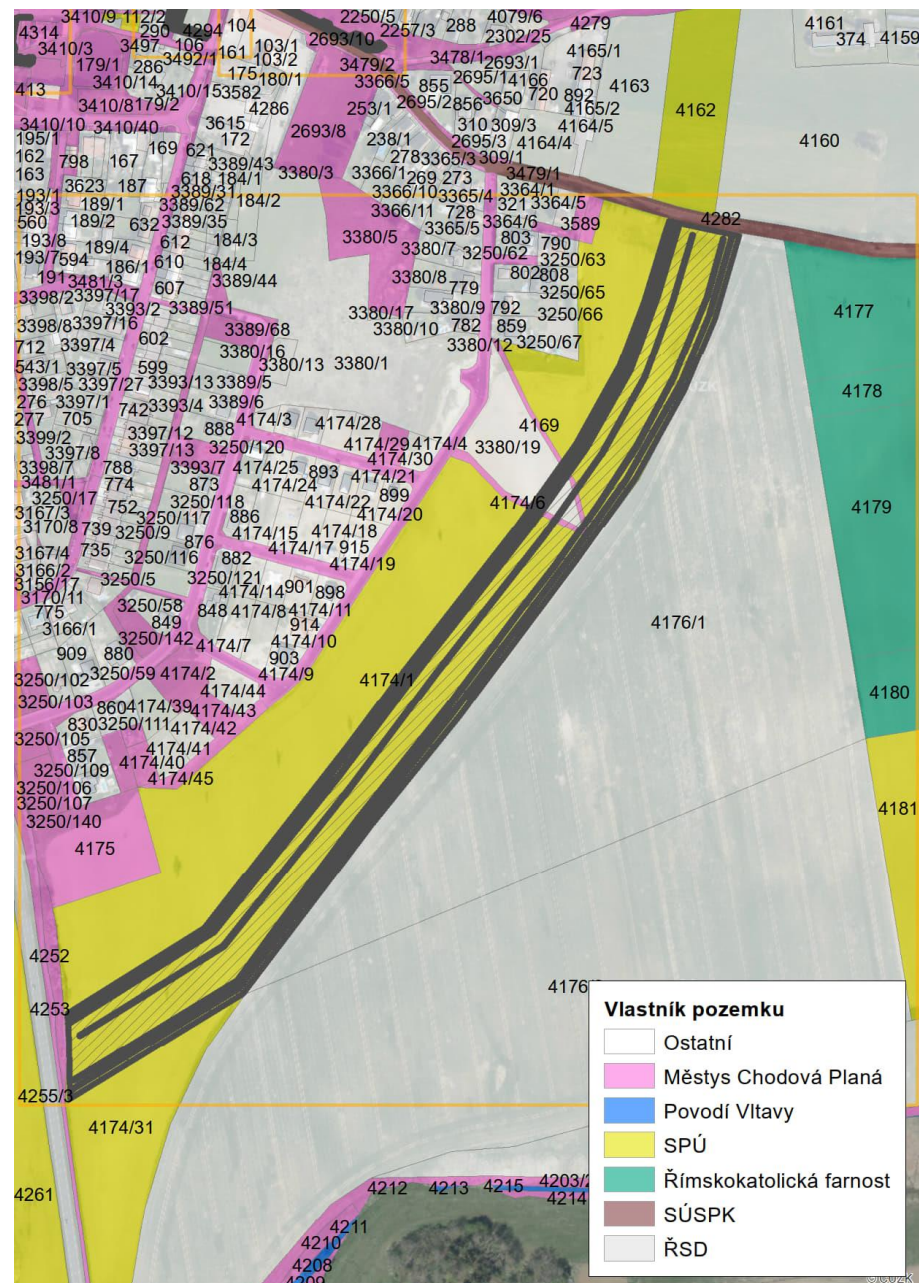 3410/9 112/2 104 2250/5 288 4079/6 4279 4161
4314 290 4294 2257/3 2302/25 374 4159
3410/3 3497 106 161 103/1 2693/10 3478/1 2693/1 4165/1
179/1 286 3492/1 103/2 3479/2 2695/1 4166 723
413 3410/14 3410/15 3582 175 180/1 3366/5 855 720 892 4163
3410/8 179/2 4286 253/1 2695/2 856 3650 4165/2 4162
3410/10 3410/40 3615 2693/8 310 309/3 4164/5
195/1 169 621 172 238/1 2695/3 4164/4 4160
162 798 167 3389/43 278 3365/3 309/1
163 618 184/1 3380/3 3366/1 269 273 3479/1
3623 187 3389/31 3366/10 3365/4 3364/1
193/1 189/1 3389/62 184/2 3366/11 728 321 3364/5
193/3 189/2 632 3389/35 3365/5 3364/6 3589 4282
560
193/8 189/4 612 184/3 3380/5 3380/7 803 790
193/7 594 186/1 610 184/4 3250/62 3250/63
191 3481/3 607 3389/44 3380/8 779 802 808
3398/2 3397/17 3393/2 3389/51 3380/17 3380/9 792 3250/65 4177
3398/8 3397/16 602 3389/68 3380/10 782 859 3250/66
712 3397/4 3380/16 3380/12 3250/67
543/1 3397/5 599 3380/13 3380/1
3398/5 3397/27 3393/13 3389/5 4178
276 3397/1 742 3393/4 3389/6
277 705 888 4174/3 4174/28 4169
3399/2 3397/12 4174/29 4174/4 3380/19
3397/8 3397/13 3250/120 4174/30
3398/7 788 3393/7 4174/25 893 4174/21
3481/1 774 873 4174/24 899
3250/17 752 3250/118 4174/22 4174/20 4174/6 4179
3167/3 3250/117 886
3170/8 739 3250/9 4174/15 4174/18
3167/4 735 876 4174/17 915
3166/2 3250/116 882 4174/19
3156/17 3250/5 3250/121
3170/11 4174/14 901 898
775 3250/58 848 4174/8 4174/11
3166/1 849 914 4176/1
3250/142 4174/7 4174/10
909 880 903
3250/102 3250/59 4174/2 4174/9 4174/1
3250/103 860 4174/39 4174/44 4180
830 3250/111 4174/43
3250/105 4174/42
857 4174/41
3250/109 4174/40
3250/106 4174/45
3250/107 4181
3250/140
4175
4252
4253
4255/3
4174/31
4261
4212 4213 4215 4203/2
4214
4211
4210
4208
4209
Vlastník pozemku
Ostatní
Městys Chodová Planá
Povodí Vltavy
SPÚ
Římskokatolická farnost
SÚSPK
ŘSD
©ČÚZK